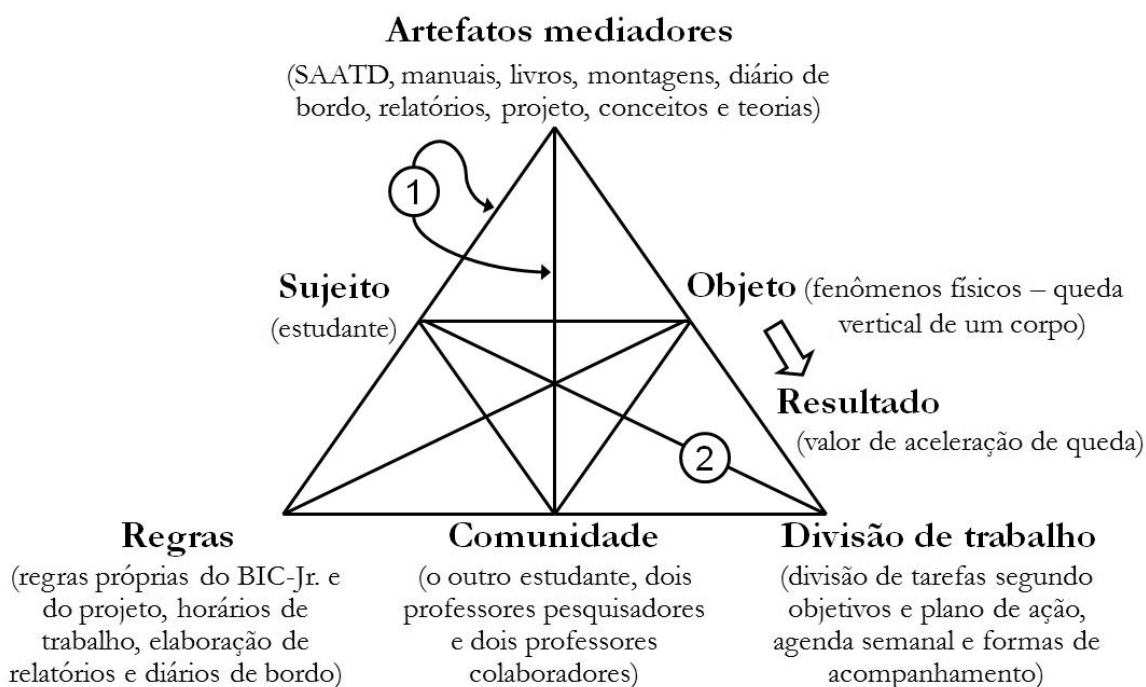 Artefatos mediadores
(SAATD, manuais, livros, montagens, diário de
bordo, relatórios, projeto, conceitos e teorias)
1
Sujeito
(estudante)
Objeto (fenômenos físicos – queda
vertical de um corpo)
Resultado
(valor de aceleração de queda)
2
Regras
(regras próprias do BIC-Jr. e
do projeto, horários de
trabalho, elaboração de
relatórios e diários de bordo)
Comunidade
(o outro estudante, dois
professores pesquisadores
e dois professores
colaboradores)
Divisão de trabalho
(divisão de tarefas segundo
objetivos e plano de ação,
agenda semanal e formas de
acompanhamento)